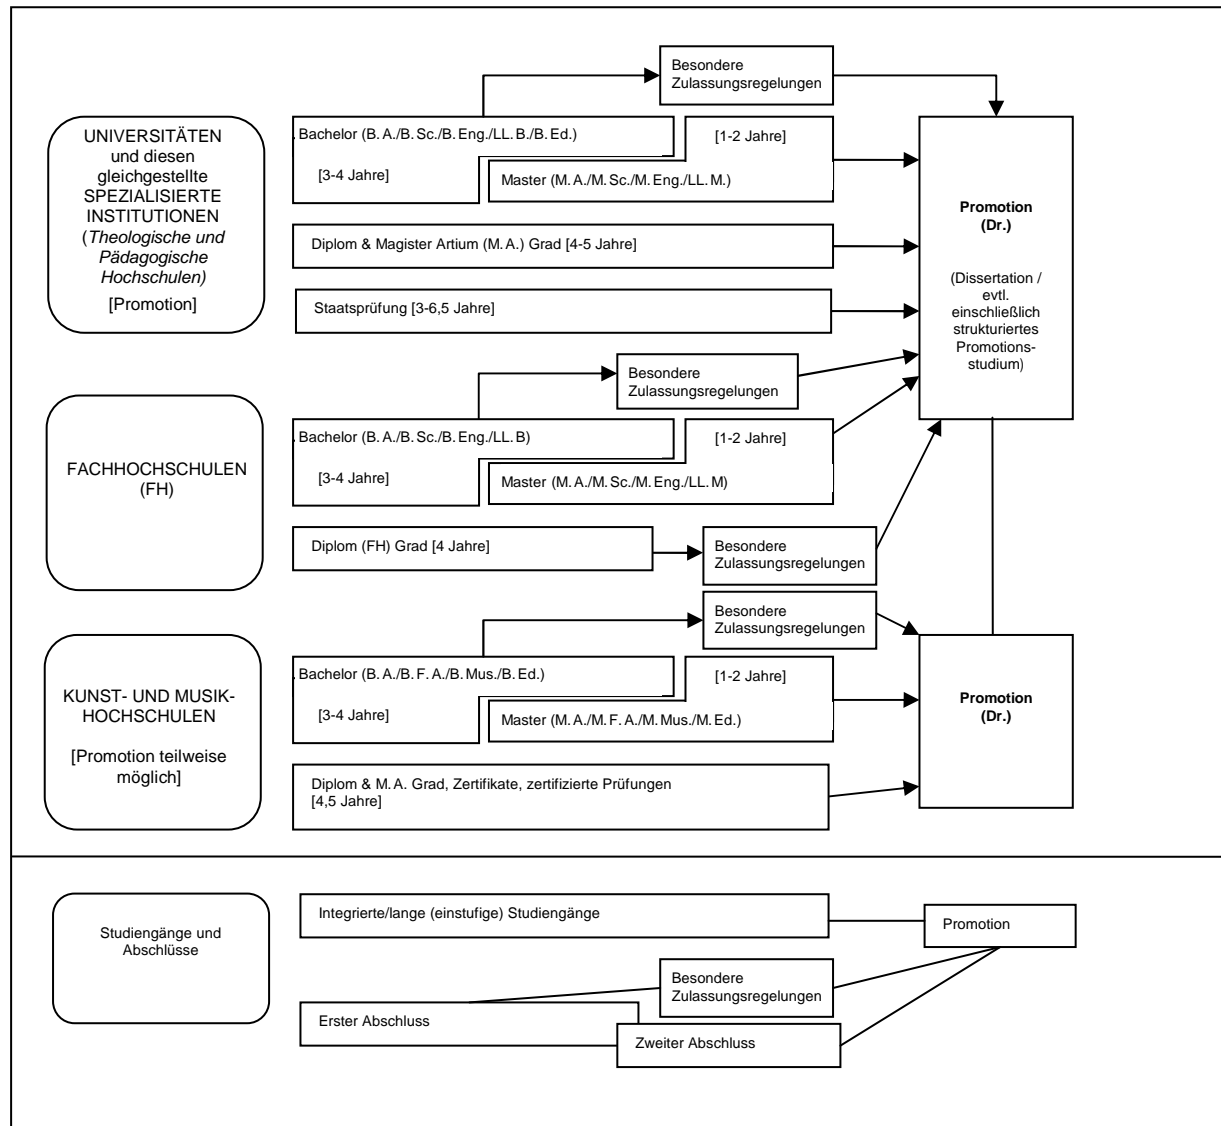 Besondere
Zulassungsregelungen
UNIVERSITÄTEN
und diesen
gleichgestellte
SPEZIALISIERTE
INSTITUTIONEN
(Theologische und
Pädagogische
Hochschulen)
[Promotion]
Bachelor (B. A./B. Sc./B. Eng./LL. B./B. Ed.)
[1-2 Jahre]
[3-4 Jahre]
Master (M. A./M. Sc./M. Eng./LL. M.)
Diplom & Magister Artium (M. A.) Grad [4-5 Jahre]
Staatsprüfung [3-6,5 Jahre]
Promotion
(Dr.)
(Dissertation /
evtl.
einschließlich
strukturiertes
Promotions-
studium)
Besondere
Zulassungsregelungen
FACHHOCHSCHULEN
(FH)
Bachelor (B. A./B. Sc./B. Eng./LL. B)
[1-2 Jahre]
[3-4 Jahre]
Master (M. A./M. Sc./M. Eng./LL. M)
Diplom (FH) Grad [4 Jahre]
Besondere
Zulassungsregelungen
Besondere
Zulassungsregelungen
KUNST- UND MUSIK-
HOCHSCHULEN
[Promotion teilweise
möglich]
Bachelor (B. A./B. F. A./B. Mus./B. Ed.)
[1-2 Jahre]
[3-4 Jahre]
Master (M. A./M. F. A./M. Mus./M. Ed.)
Diplom & M. A. Grad, Zertifikate, zertifizierte Prüfungen
[4,5 Jahre]
Promotion
(Dr.)
Studiengänge und
Abschlüsse
Integrierte/lange (einstufige) Studiengänge
Promotion
Besondere
Zulassungsregelungen
Erster Abschluss
Zweiter Abschluss